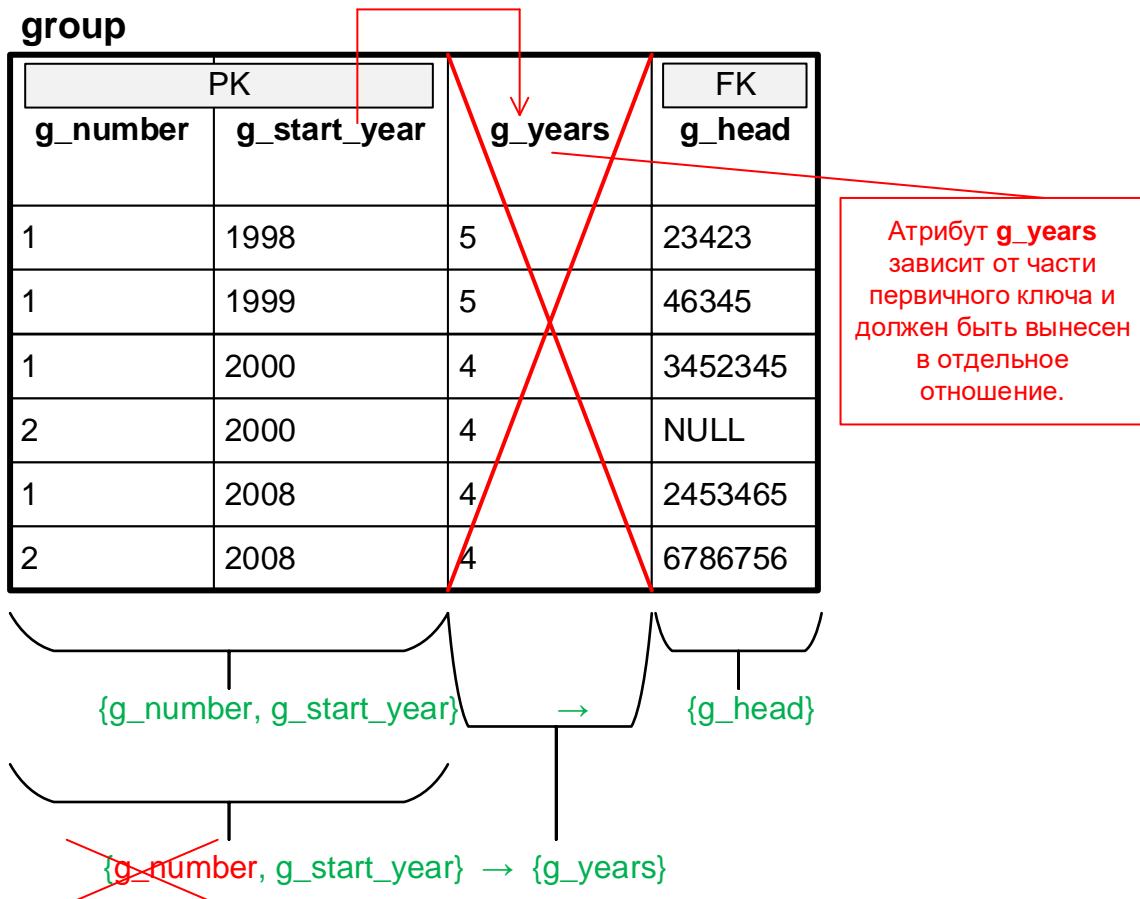 group
PK FK
g_number g_start_year g_years g_head
1 1998 5 23423
1 1999 5 46345
1 2000 4 3452345
2 2000 4 NULL
1 2008 4 2453465
2 2008 4 6786756
Атрибут g_years
зависит от части
первичного ключа и
должен быть вынесен
в отдельное
отношение.
{g_number, g_start_year} → {g_head}
{g_number, g_start_year} → {g_years}